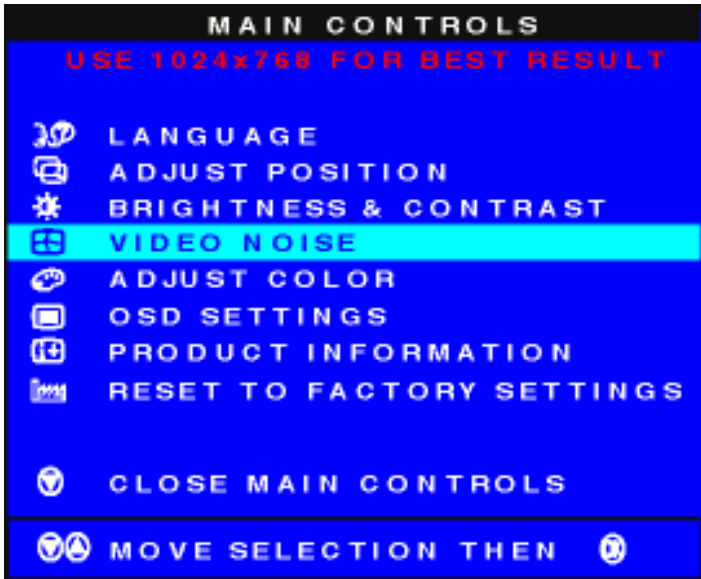 MAIN CONTROLS
USE 1024x768 FOR BEST RESULT
LANGUAGE
ADJUST POSITION
BRIGHTNESS & CONTRAST
VIDEO NOISE
ADJUST COLOR
OSD SETTINGS
PRODUCT INFORMATION
RESET TO FACTORY SETTINGS
CLOSE MAIN CONTROLS
MOVE SELECTION THEN OK